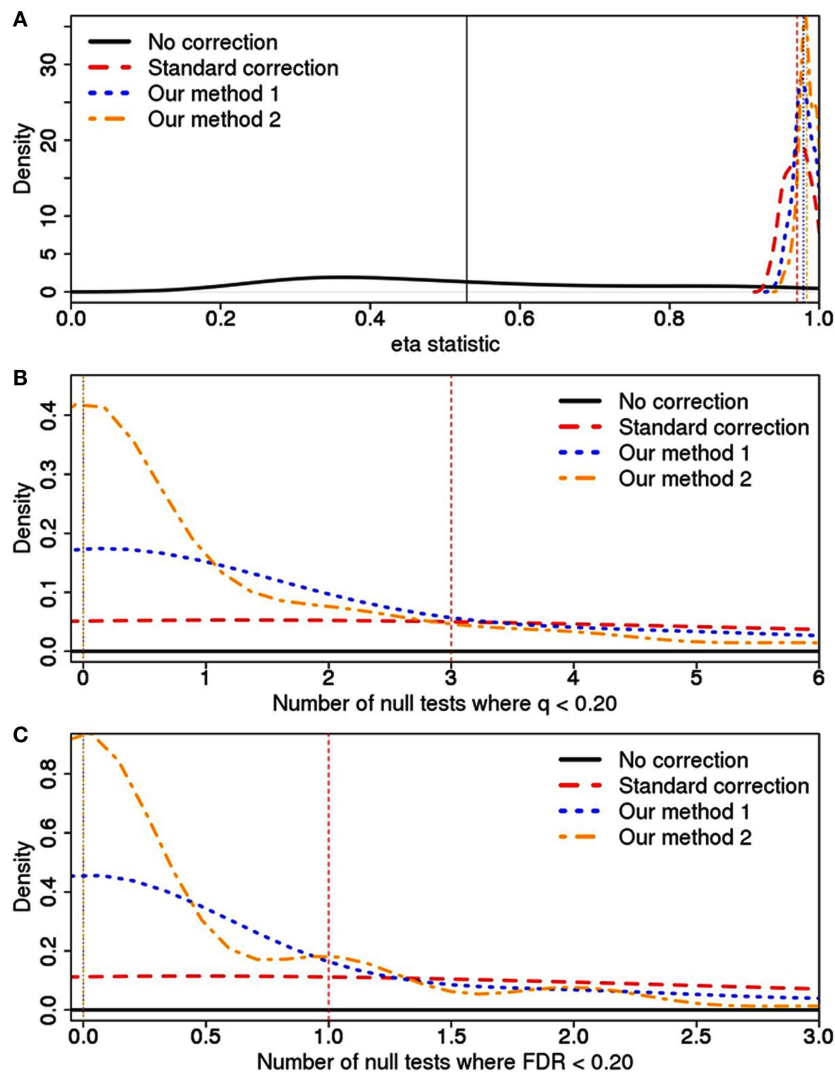 A
No correction
Standard correction
Our method 1
Our method 2
Density
0 5 10 20 30
0.0 0.2 0.4 0.6 0.8 1.0
eta statistic
B
No correction
Standard correction
Our method 1
Our method 2
Density
0.0 0.1 0.2 0.3 0.4
0 1 2 3 4 5 6
Number of null tests where q < 0.20
C
No correction
Standard correction
Our method 1
Our method 2
Density
0.0 0.2 0.4 0.6 0.8
0.0 0.5 1.0 1.5 2.0 2.5 3.0
Number of null tests where FDR < 0.20